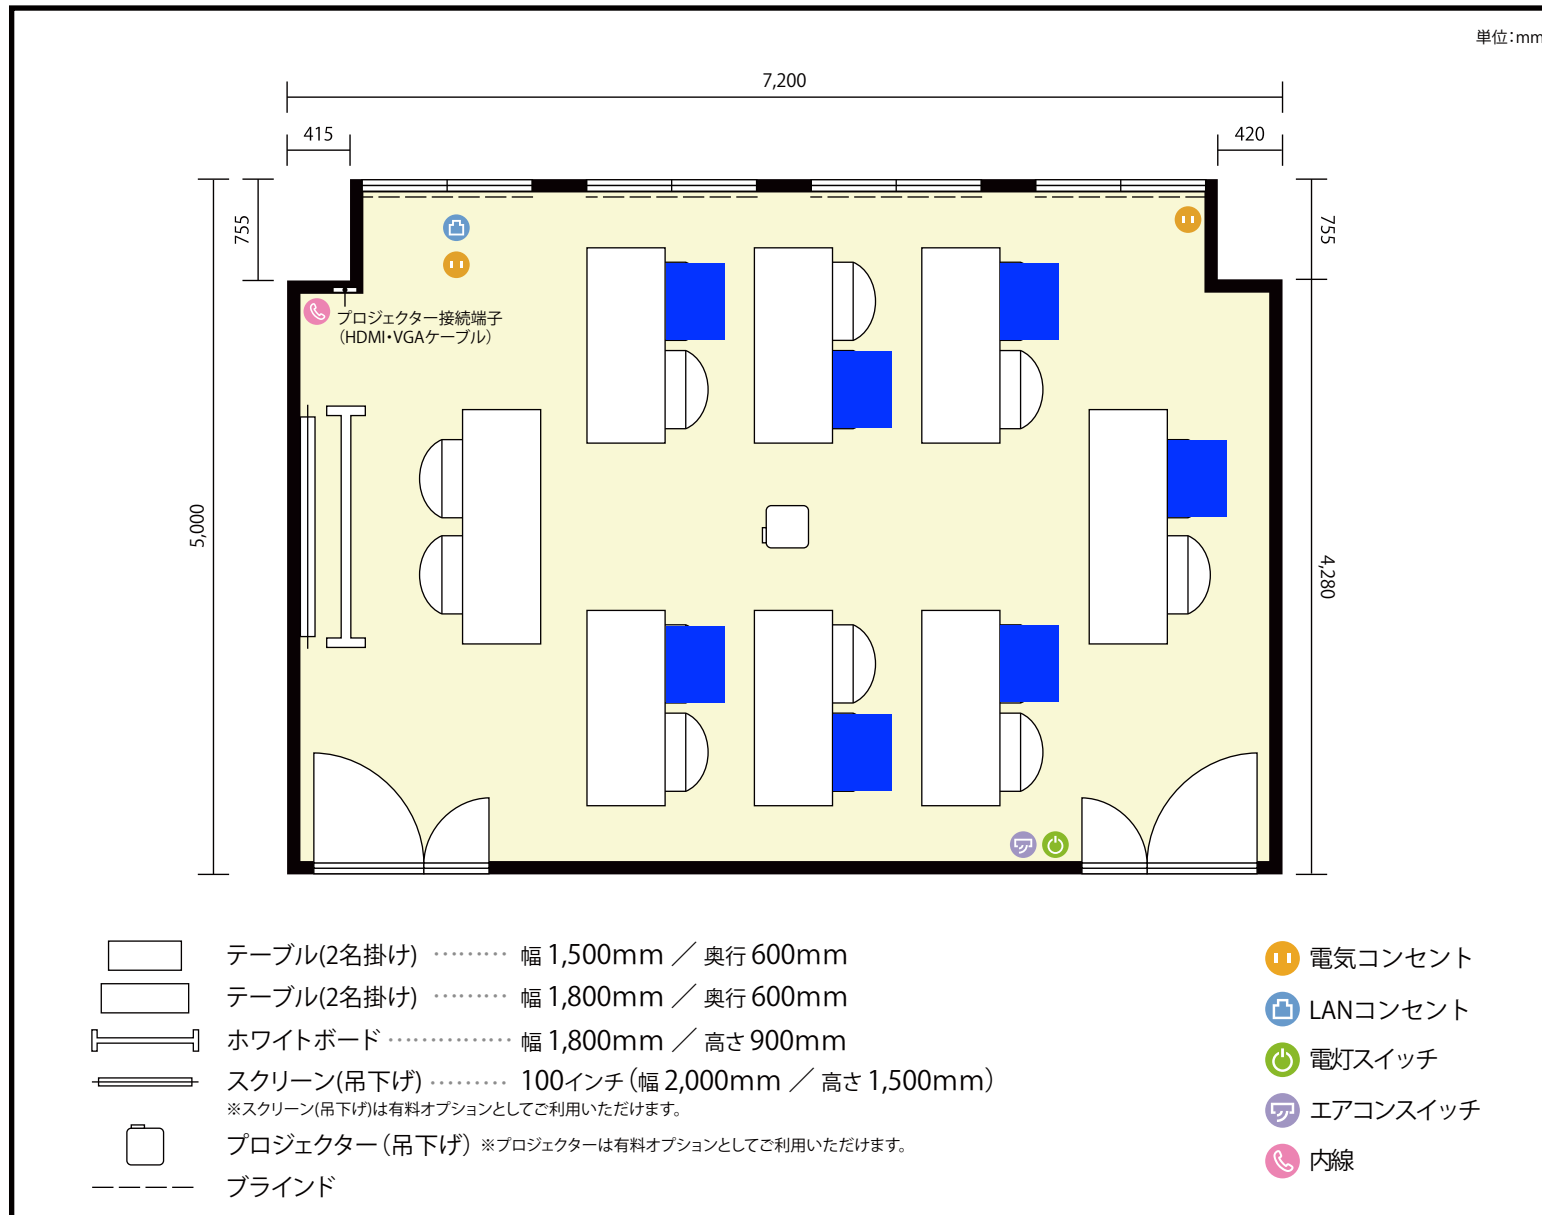 単位：mm
7,200
415
420
755
755
プロジェクター接続端子
（HDMI・VGAケーブル）
5,000
4,280
テーブル(2名掛け) ……… 幅 1,500mm ／ 奥行 600mm
テーブル(2名掛け) ……… 幅 1,800mm ／ 奥行 600mm
ホワイトボード …………… 幅 1,800mm ／ 高さ 900mm
スクリーン(吊下げ) ……… 100インチ（幅 2,000mm ／ 高さ 1,500mm）
※スクリーン(吊下げ)は有料オプションとしてご利用いただけます。
プロジェクター（吊下げ） ※プロジェクターは有料オプションとしてご利用いただけます。
ブラインド
電気コンセント
LANコンセント
電灯スイッチ
エアコンスイッチ
内線